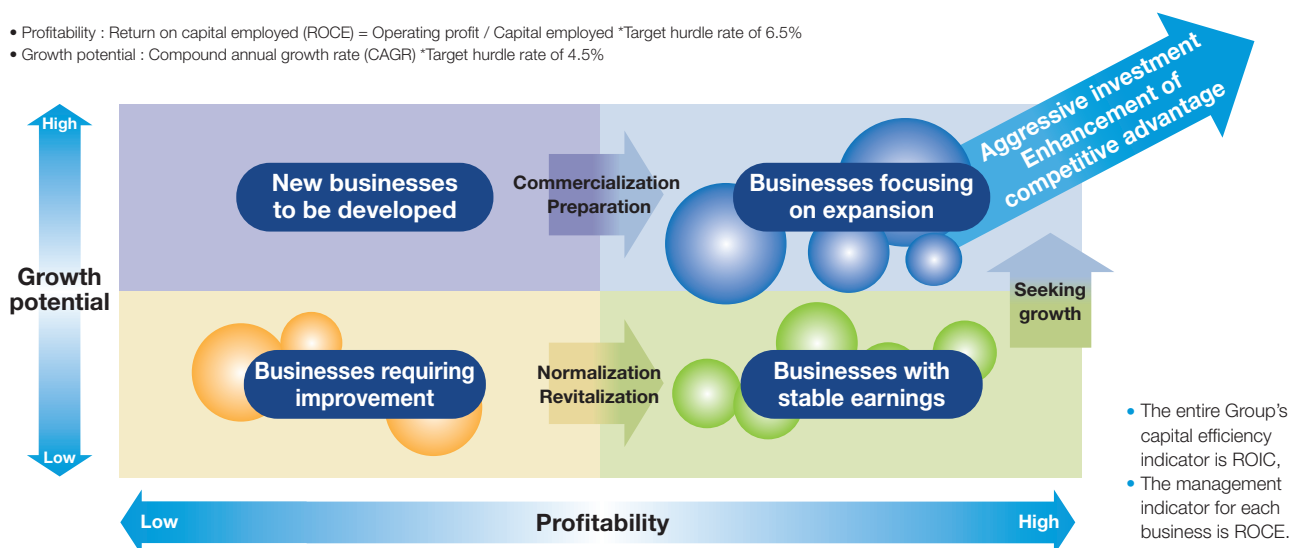 • Profitability : Return on capital employed (ROCE) = Operating profit / Capital employed *Target hurdle rate of 6.5%
• Growth potential : Compound annual growth rate (CAGR) *Target hurdle rate of 4.5%
Aggressive investment
Enhancement of
competitive advantage
High
New businesses
to be developed
Commercialization
Preparation
Businesses focusing
on expansion
Growth
potential
Seeking
growth
Businesses requiring
improvement
Normalization
Revitalization
Businesses with
stable earnings
Low
• The entire Group’s
capital efficiency
indicator is ROIC,
• The management
indicator for each
business is ROCE.
Low
Profitability
High